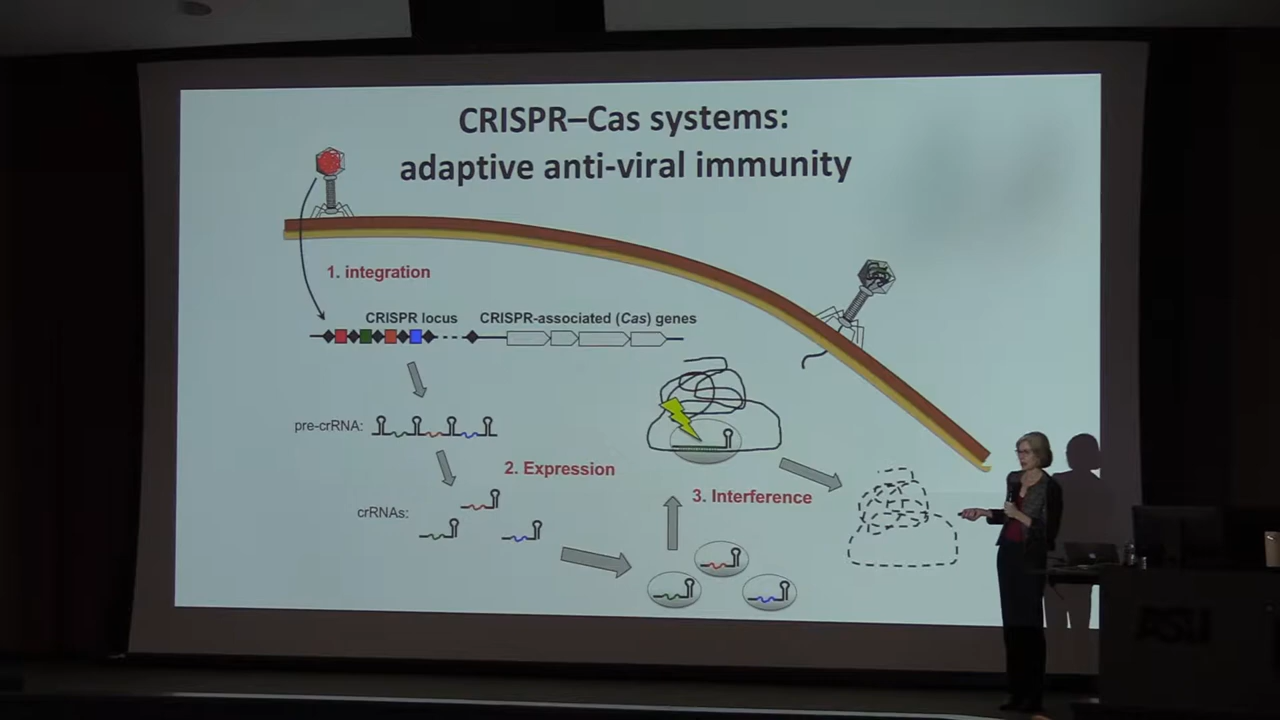 CRISPR–Cas systems:
adaptive anti-viral immunity
1. integration
CRISPR locus
CRISPR-associated (Cas) genes
pre-crRNA:
2. Expression
crRNAs:
3. Interference
ASU